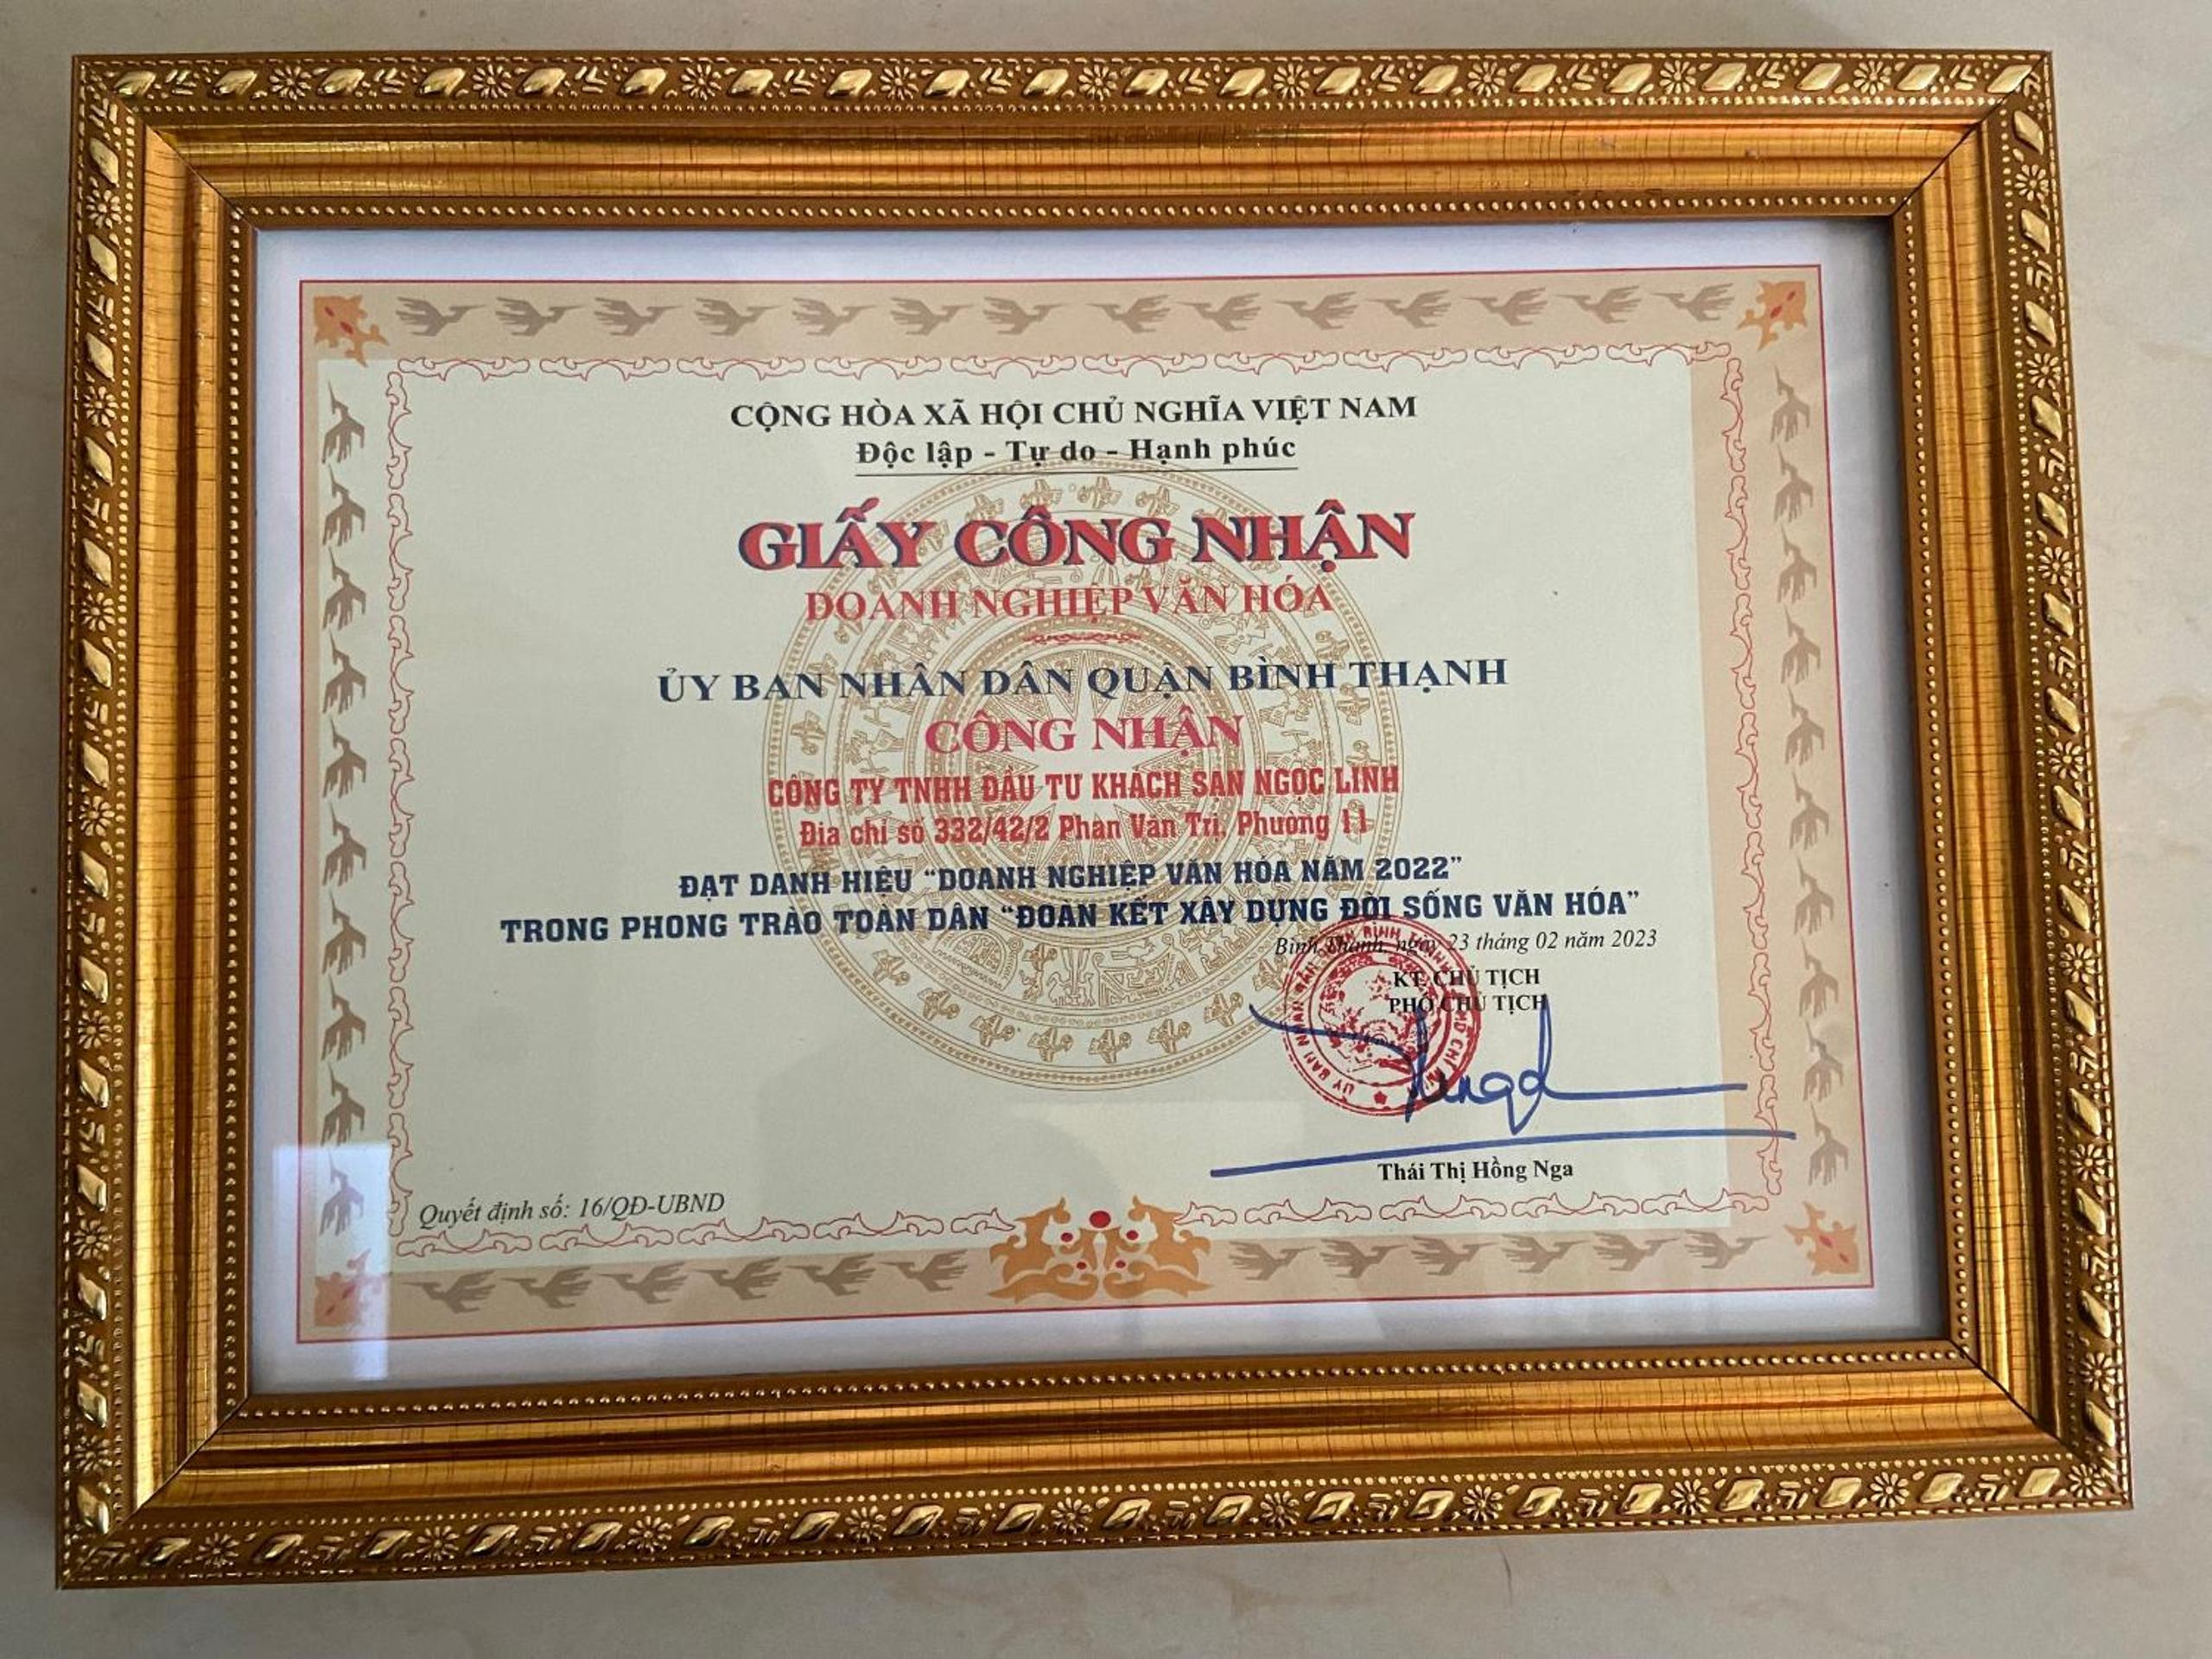 CỘNG HÒA XÃ HỘI CHỦ NGHĨA VIỆT NAM
Độc lập - Tự do - Hạnh phúc
GIẤY CÔNG NHẬN
DOANH NGHIỆP VĂN HÓA
ỦY BAN NHÂN DÂN QUẬN BÌNH THẠNH
CÔNG NHẬN
CÔNG TY TNHH ĐẦU TƯ KHÁCH SẠN NGỌC LINH
Địa chỉ số 332/42/2 Phan Văn Trị, Phường 11
ĐẠT DANH HIỆU “DOANH NGHIỆP VĂN HÓA NĂM 2022”
TRONG PHONG TRÀO TOÀN DÂN “ĐOÀN KẾT XÂY DỰNG ĐỜI SỐNG VĂN HÓA”
Bình Thạnh, ngày 23 tháng 02 năm 2023
KT. CHỦ TỊCH
PHÓ CHỦ TỊCH
Thái Thị Hồng Nga
Quyết định số: 16/QĐ-UBND